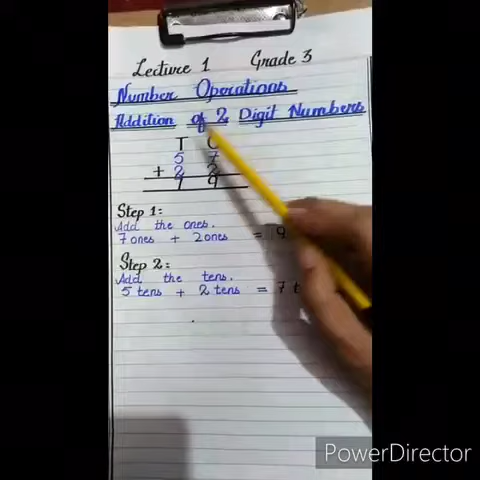 Lecture 1 Grade 3
Number Operations
Addition of 2 Digit Numbers
T
5 7
+ 2 2
7 9
Step 1:
Add the ones.
7 ones + 2 ones = 9
Step 2:
Add the tens.
5 tens + 2 tens = 7 t
PowerDirector